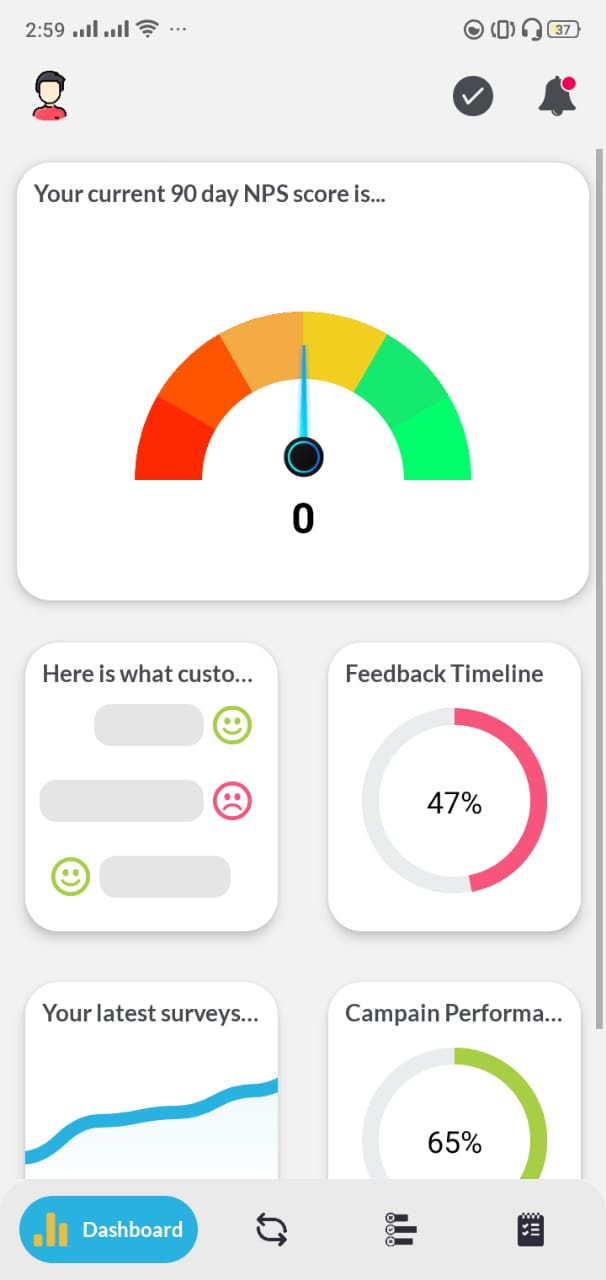 2:59 ...
37
Your current 90 day NPS score is...
0
Here is what custo...
Feedback Timeline
47%
Your latest surveys...
Campain Performa...
65%
Dashboard